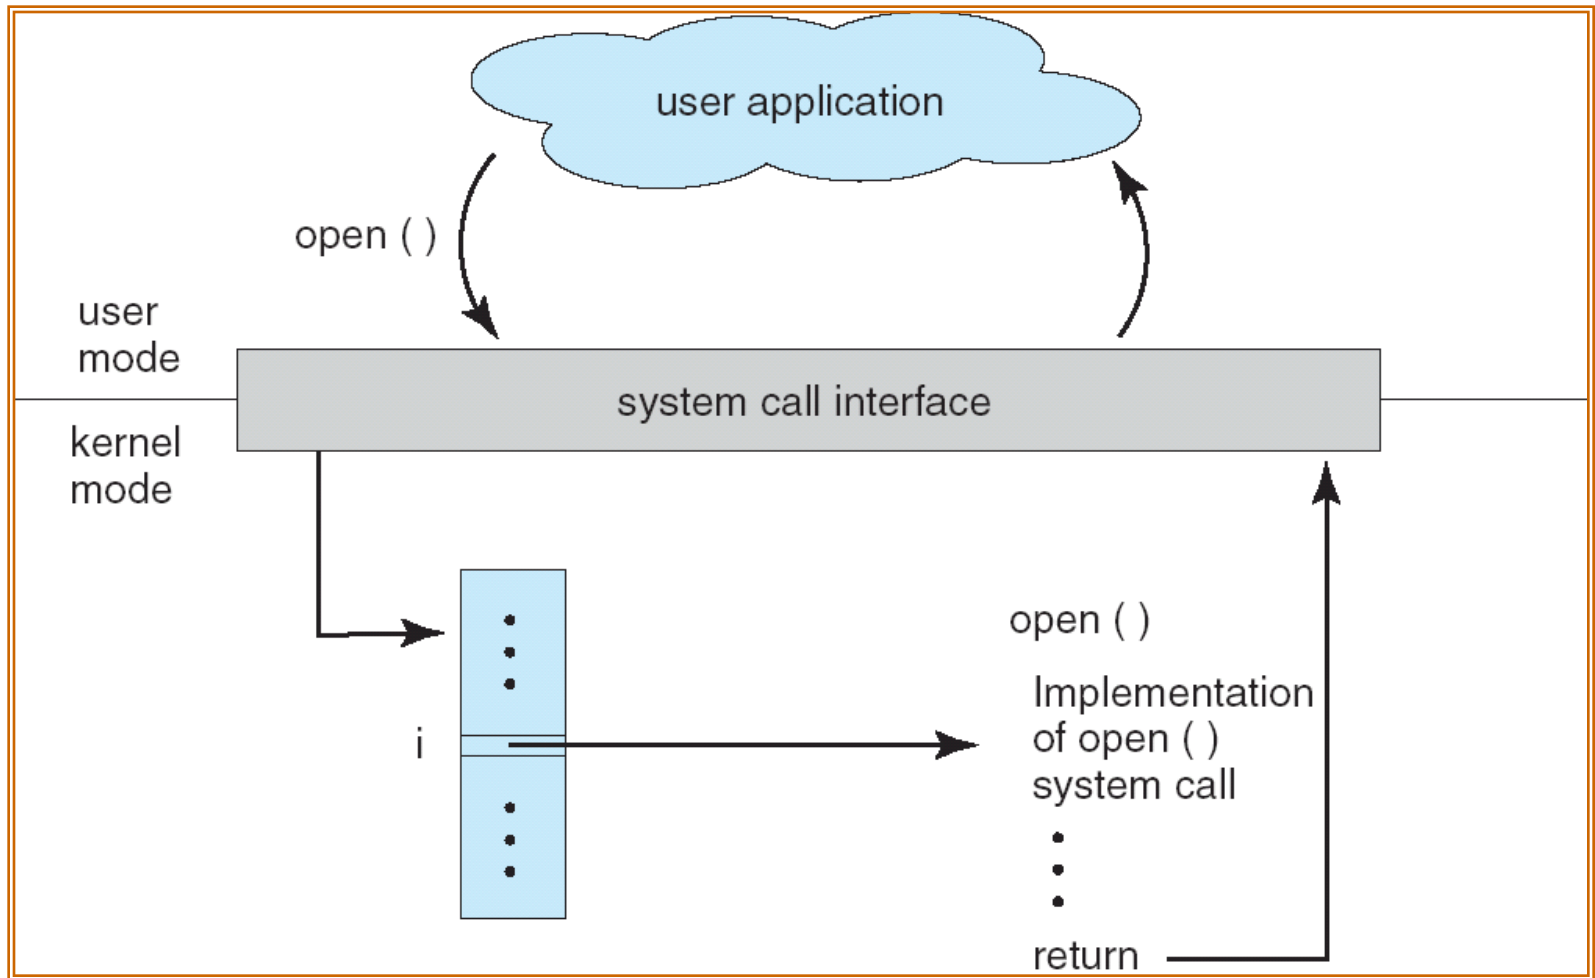 user application
open ( )
user
mode
system call interface
kernel
mode
open ( )
Implementation
of open ( )
system call
i
return